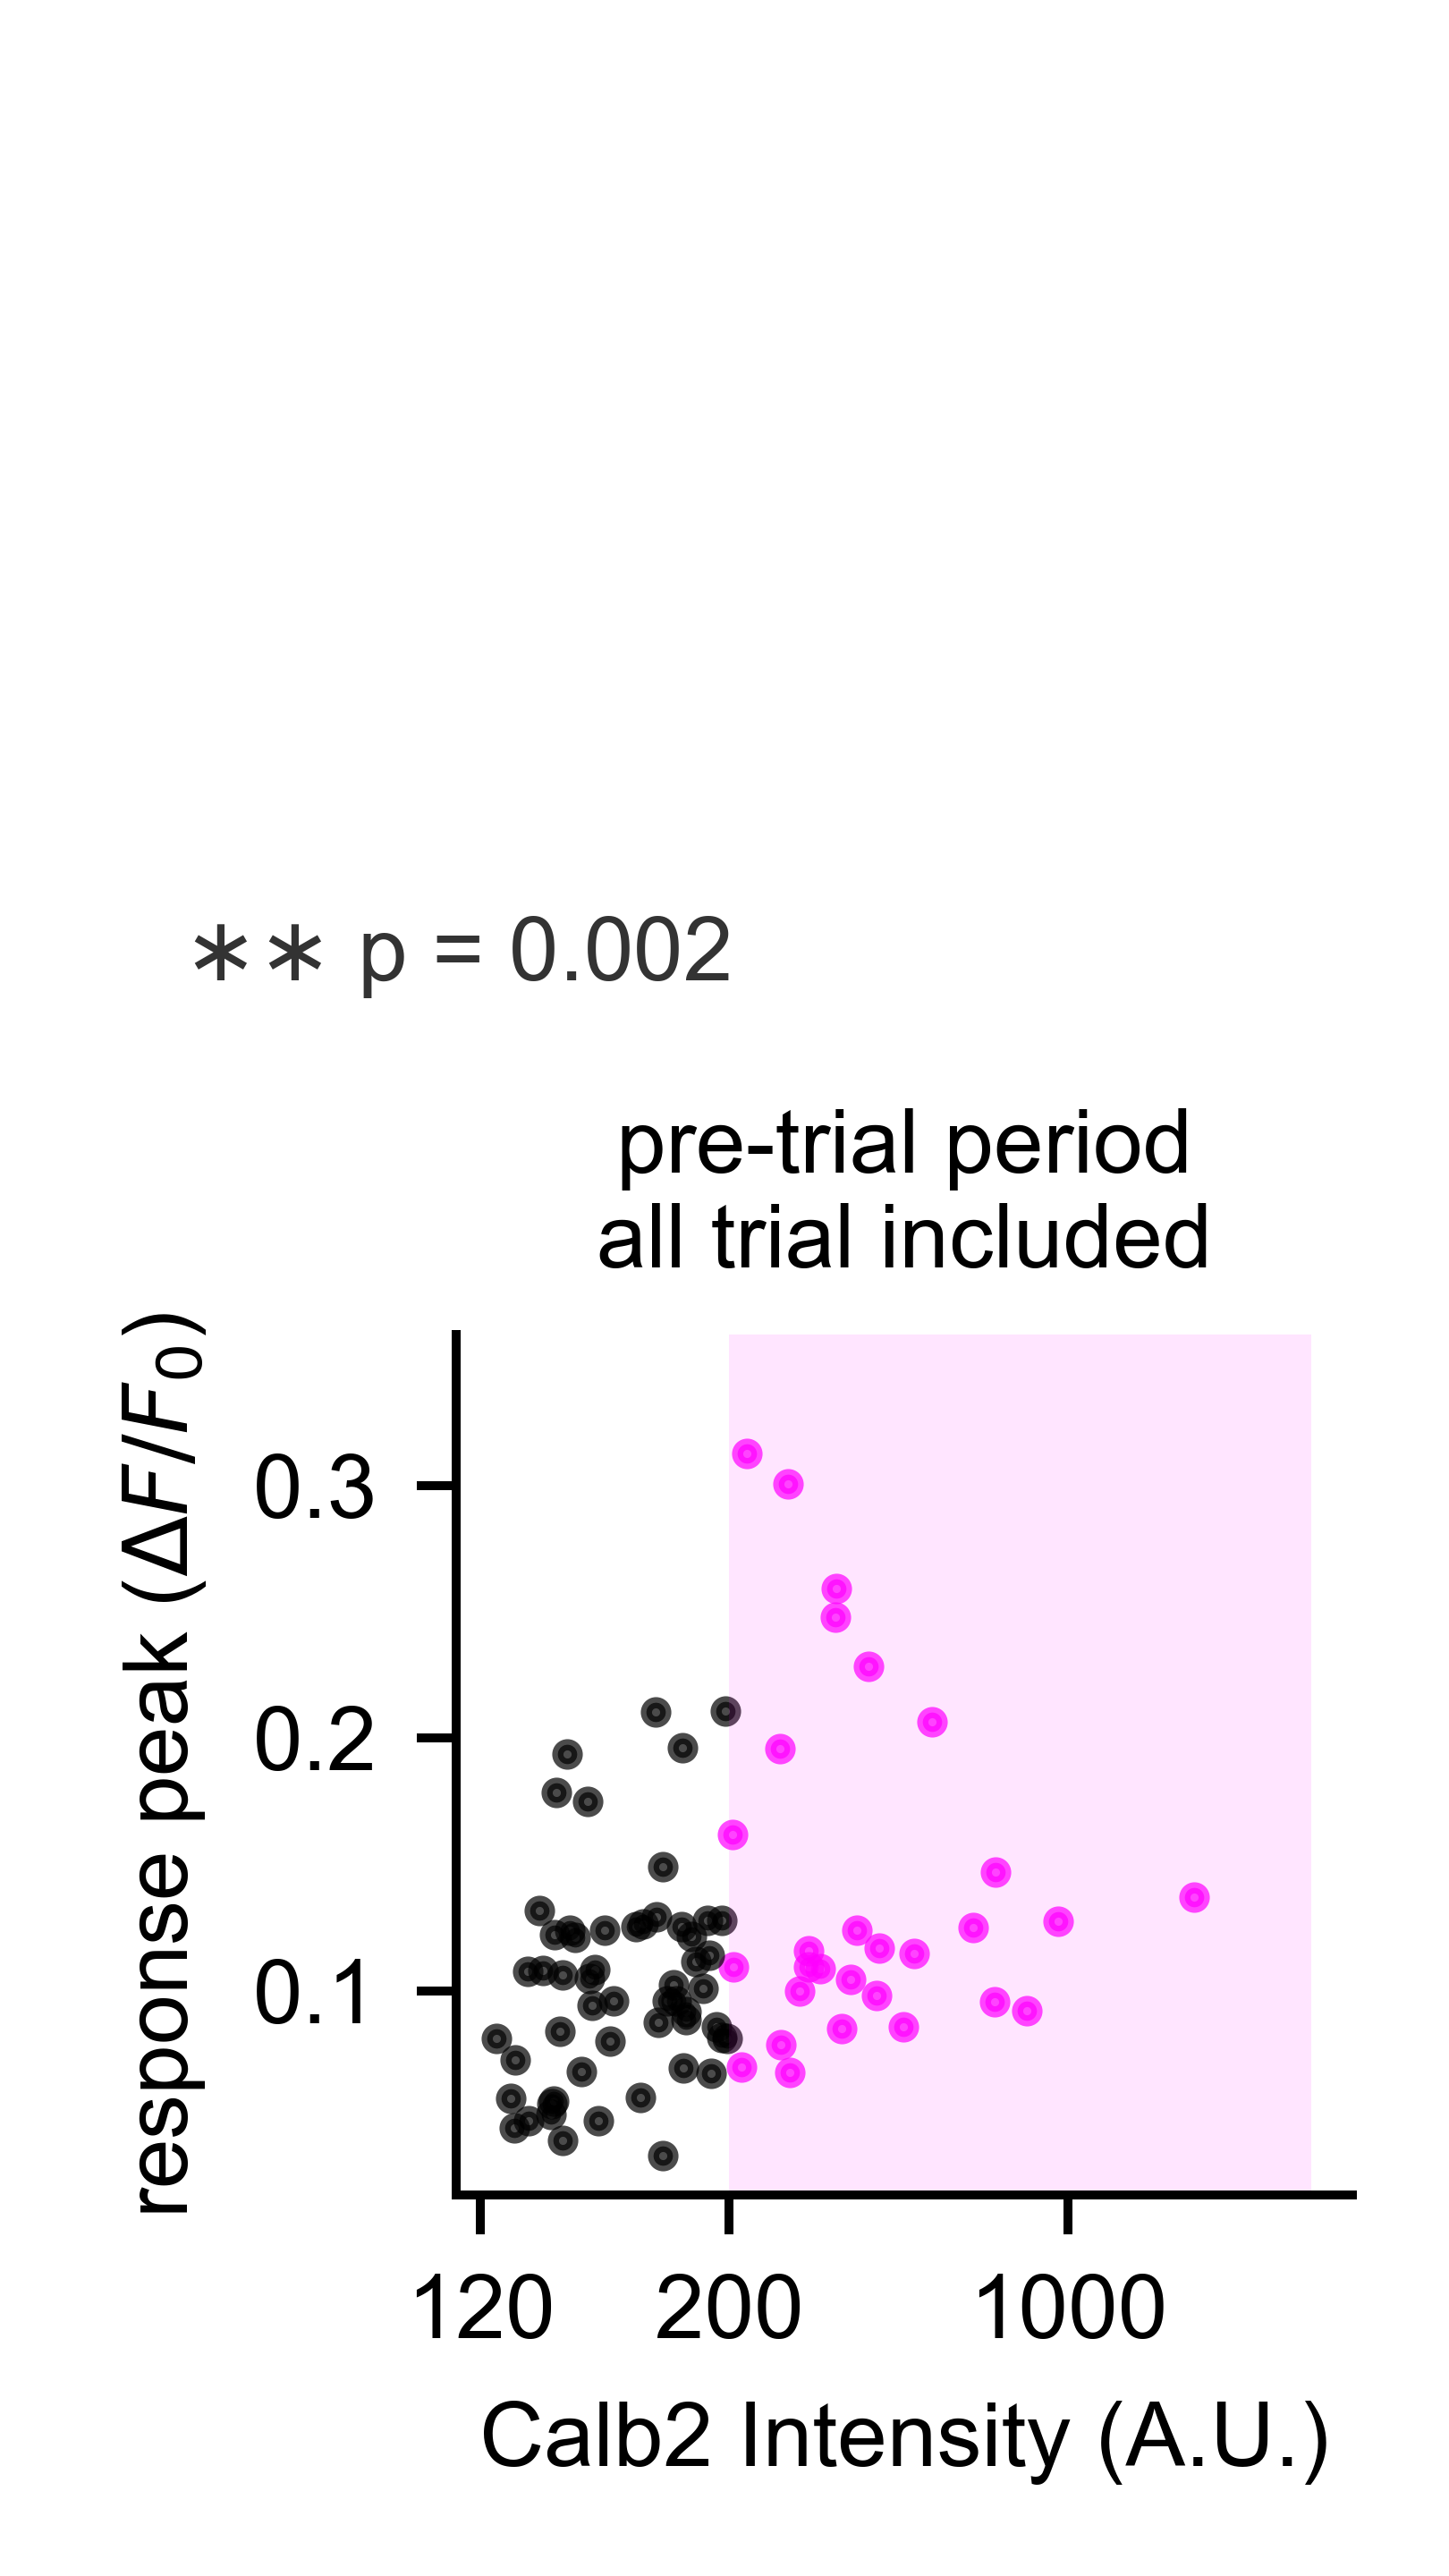 ∗∗ p = 0.002
pre-trial period
all trial included
response peak (ΔF/F₀)
0.3
0.2
0.1
120
200
1000
Calb2 Intensity (A.U.)